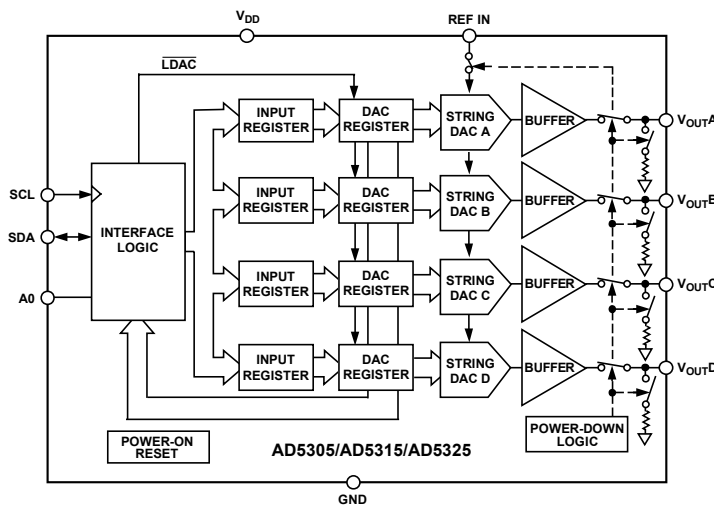 VDD
REF IN
LDAC
INPUT
REGISTER
DAC
REGISTER
STRING
DAC A
BUFFER
VOUTA
SCL
SDA
A0
INTERFACE
LOGIC
INPUT
REGISTER
DAC
REGISTER
STRING
DAC B
BUFFER
VOUTB
INPUT
REGISTER
DAC
REGISTER
STRING
DAC C
BUFFER
VOUTC
INPUT
REGISTER
DAC
REGISTER
STRING
DAC D
BUFFER
VOUTD
POWER-ON
RESET
AD5305/AD5315/AD5325
POWER-DOWN
LOGIC
GND